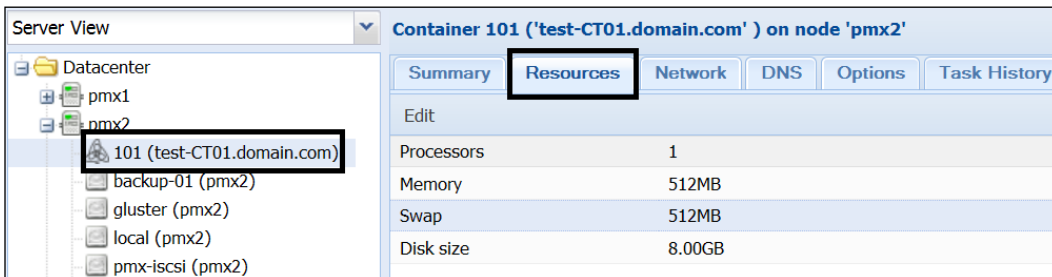 Server View
Datacenter
pmx1
pmx2
101 (test-CT01.domain.com)
backup-01 (pmx2)
gluster (pmx2)
local (pmx2)
pmx-iscsi (pmx2)
Container 101 ('test-CT01.domain.com' ) on node 'pmx2'
Summary Resources Network DNS Options Task History
Edit
Processors 1
Memory 512MB
Swap 512MB
Disk size 8.00GB